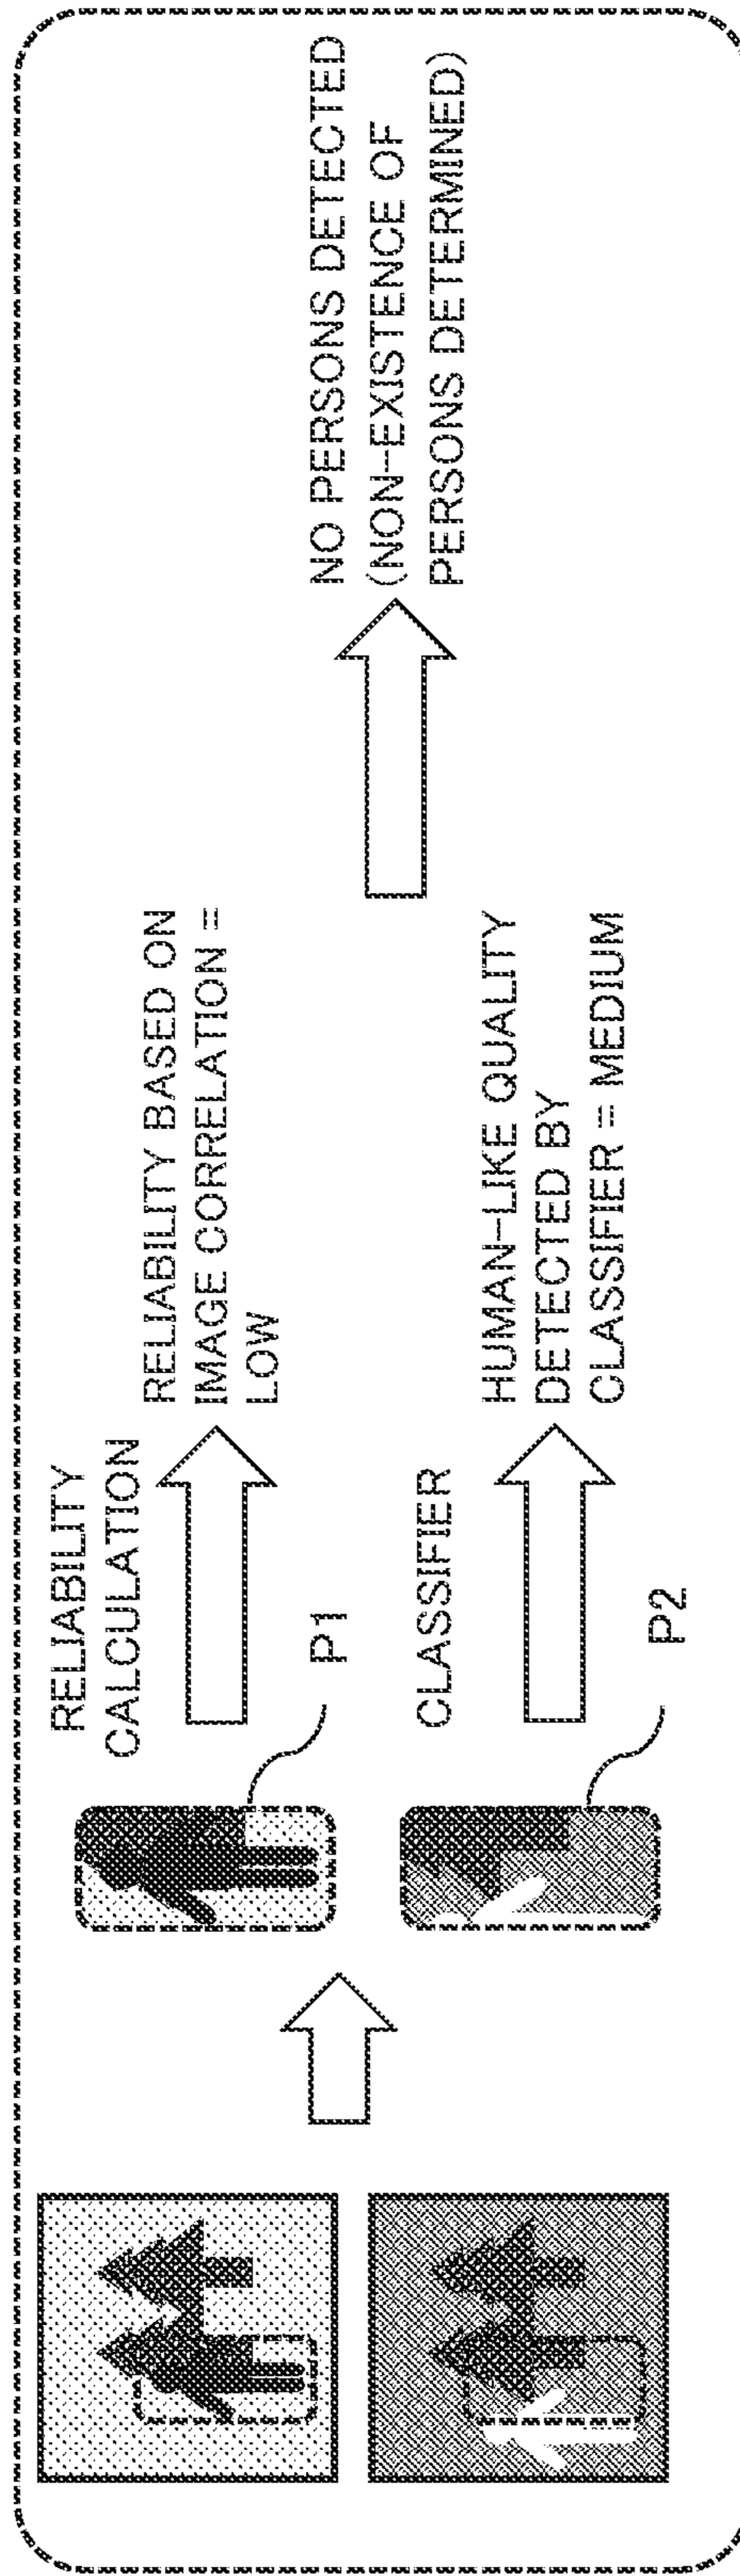 RELIABILITY
CALCULATION
P1
RELIABILITY BASED ON
IMAGE CORRELATION =
LOW
CLASSIFIER
P2
HUMAN-LIKE QUALITY
DETECTED BY
CLASSIFIER = MEDIUM
NO PERSONS DETECTED
(NON-EXISTENCE OF
PERSONS DETERMINED)